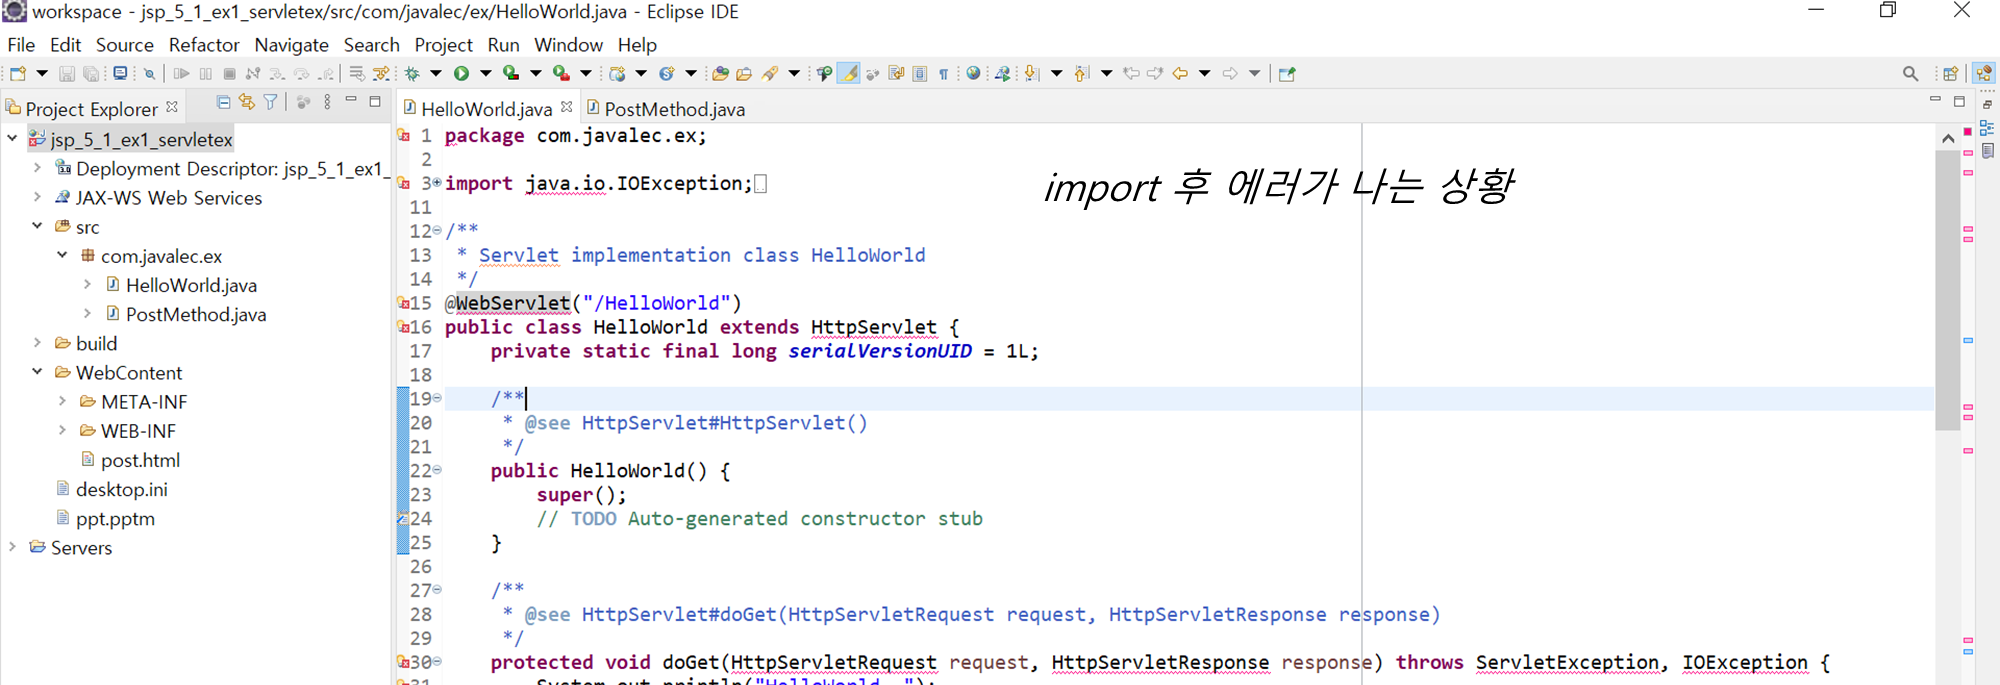 workspace - jsp_5_1_ex1_servletex/src/com/javalec/ex/HelloWorld.java - Eclipse IDE
File Edit Source Refactor Navigate Search Project Run Window Help
Project Explorer
HelloWorld.java PostMethod.java
jsp_5_1_ex1_servletex
Deployment Descriptor: jsp_5_1_ex1_
JAX-WS Web Services
src
com.javalec.ex
HelloWorld.java
PostMethod.java
build
WebContent
META-INF
WEB-INF
post.html
desktop.ini
ppt.pptm
Servers
1 package com.javalec.ex;
2
3 import java.io.IOException;
import 후 에러가 나는 상황
11
12 /**
13 * Servlet implementation class HelloWorld
14 */
15 @WebServlet("/HelloWorld")
16 public class HelloWorld extends HttpServlet {
17 private static final long serialVersionUID = 1L;
18
19 /**
20 * @see HttpServlet#HttpServlet()
21 */
22 public HelloWorld() {
23 super();
24 // TODO Auto-generated constructor stub
25 }
26
27 /**
28 * @see HttpServlet#doGet(HttpServletRequest request, HttpServletResponse response)
29 */
30 protected void doGet(HttpServletRequest request, HttpServletResponse response) throws ServletException, IOException {
31 System.out.println("HelloWorld